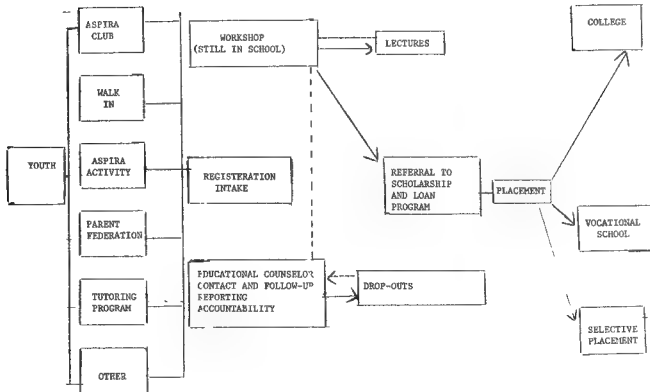 ASPIRA
CLUB
WORKSHOP
(STILL IN SCHOOL)
LECTURES
COLLEGE
WALK
IN
YOUTH
ASPIRA
ACTIVITY
REGISTERATION
INTAKE
REFERRAL TO
SCHOLARSHIP
AND LOAN
PROGRAM
PLACEMENT
PARENT
FEDERATION
VOCATIONAL
SCHOOL
EDUCATIONAL COUNSELOR
CONTACT AND FOLLOW-UP
REPORTING
ACCOUNTABILITY
DROP-OUTS
TUTORING
PROGRAM
SELECTIVE
PLACEMENT
OTHER